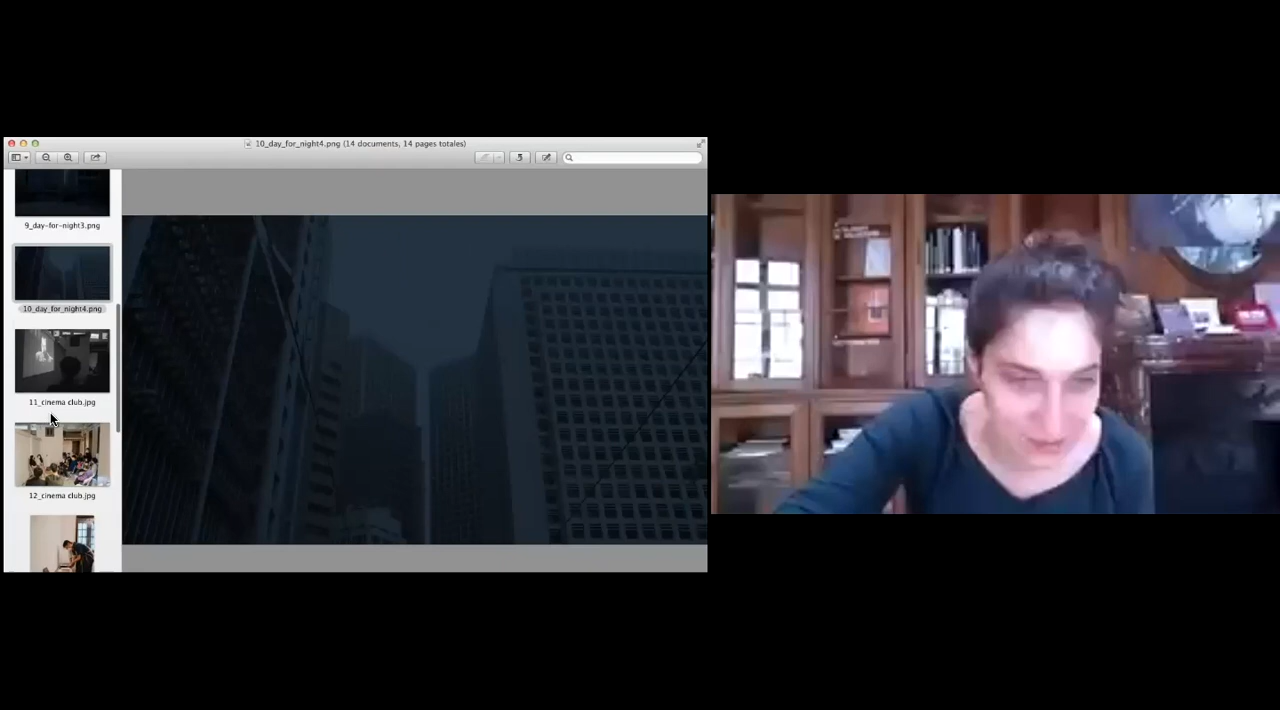 10_day_for_night4.png (14 documents, 14 pages totales)
9_day-for-night3.png
10_day_for_night4.png
11_cinema club.jpg
12_cinema club.jpg